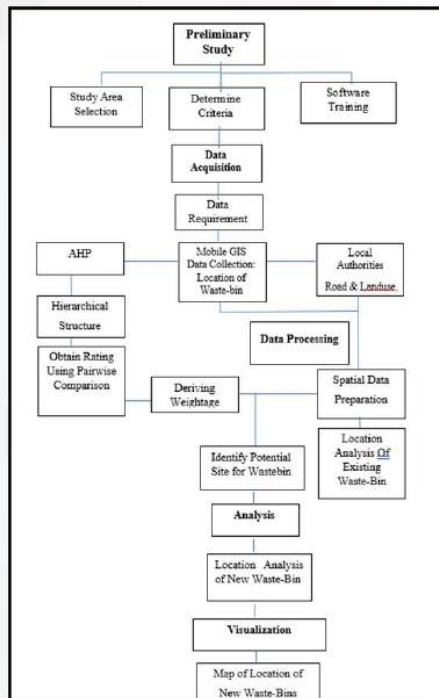 Preliminary
Study
Study Area
Selection
Determine
Criteria
Software
Training
Data
Acquisition
Data
Requirement
AHP
Mobile GIS
Data Collection:
Location of
Waste-bin
Local
Authorities
Road & Landuse,
Hierarchical
Structure
Data Processing
Obtain Rating
Using Pairwise
Comparison
Deriving
Weightage
Spatial Data
Preparation
Identify Potential
Site for Wastebin
Location
Analysis Of
Existing
Waste-Bin
Analysis
Location Analysis
of New Waste-Bin
Visualization
Map of Location of
New Waste-Bins